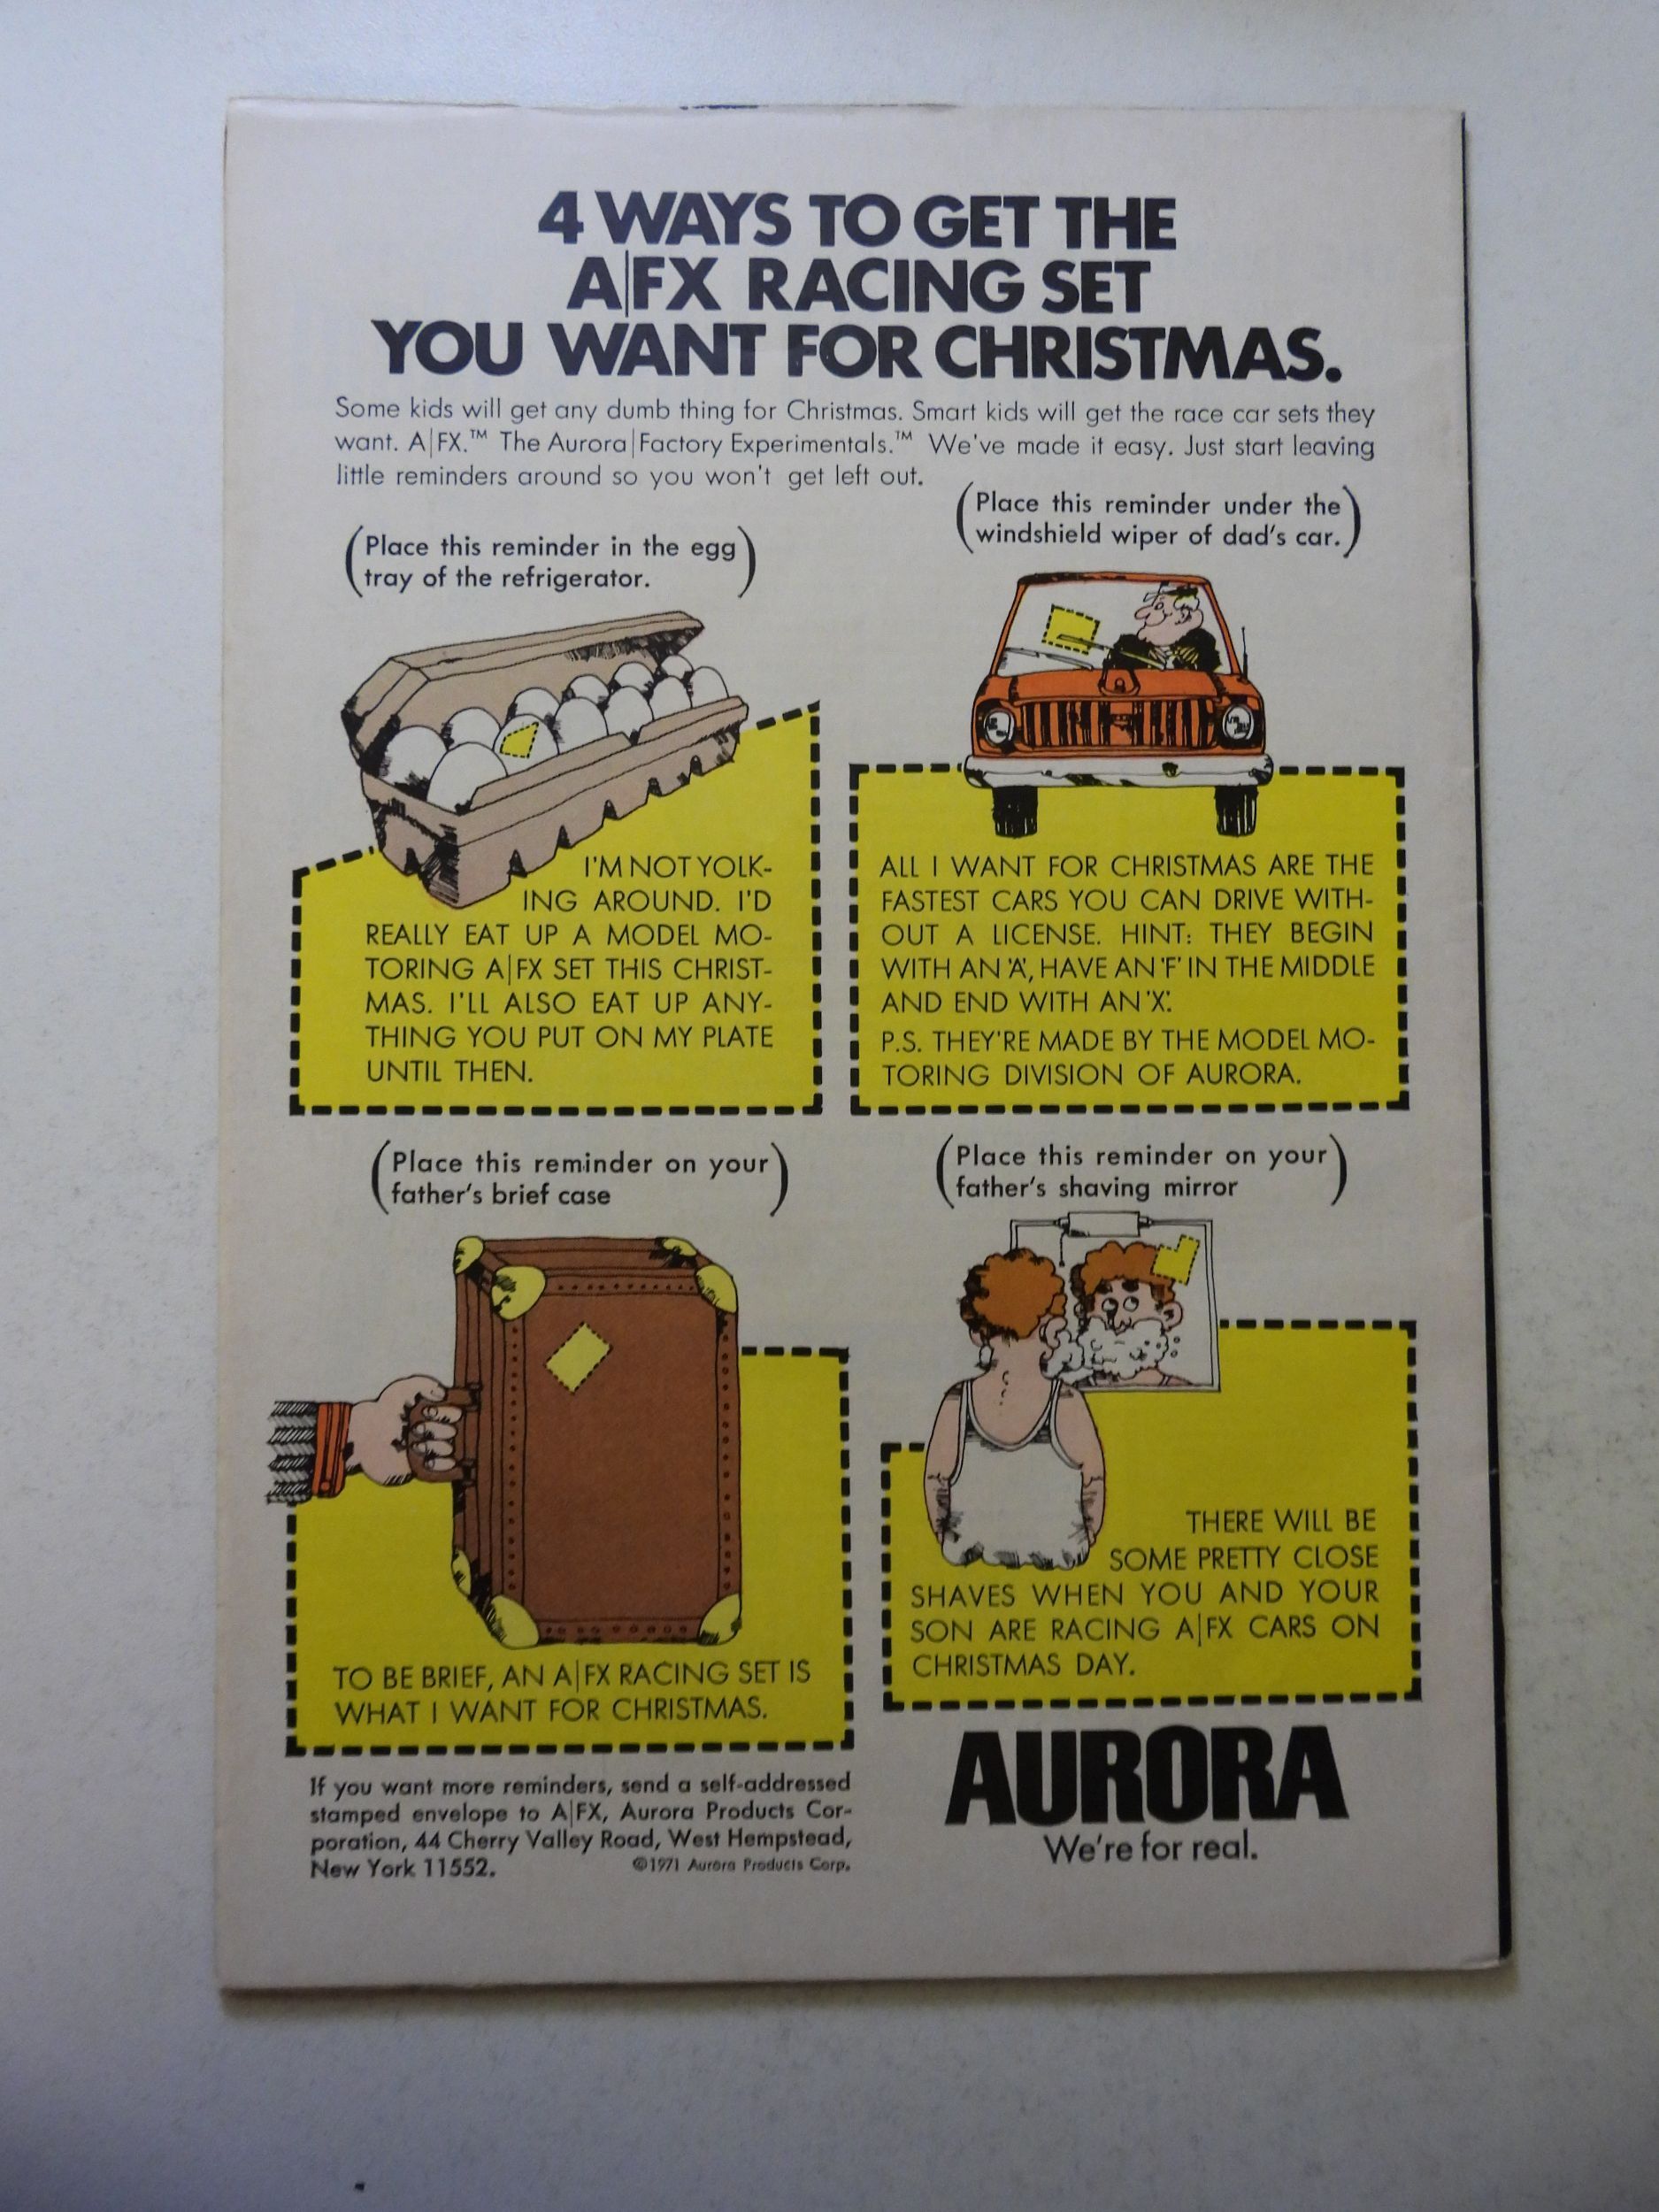 4 WAYS TO GET THE
A|FX RACING SET
YOU WANT FOR CHRISTMAS.
Some kids will get any dumb thing for Christmas. Smart kids will get the race car sets they
want. A|FX.™ The Aurora|Factory Experimentals.™ We've made it easy. Just start leaving
little reminders around so you won't get left out.
(Place this reminder in the egg
tray of the refrigerator.)
I'M NOT YOLK-
ING AROUND. I'D
REALLY EAT UP A MODEL MO-
TORING A|FX SET THIS CHRIST-
MAS. I'LL ALSO EAT UP ANY-
THING YOU PUT ON MY PLATE
UNTIL THEN.
(Place this reminder under the
windshield wiper of dad's car.)
ALL I WANT FOR CHRISTMAS ARE THE
FASTEST CARS YOU CAN DRIVE WITH-
OUT A LICENSE. HINT: THEY BEGIN
WITH AN 'A', HAVE AN 'F' IN THE MIDDLE
AND END WITH AN 'X'.
P.S. THEY'RE MADE BY THE MODEL MO-
TORING DIVISION OF AURORA.
(Place this reminder on your
father's brief case)
TO BE BRIEF, AN A|FX RACING SET IS
WHAT I WANT FOR CHRISTMAS.
(Place this reminder on your
father's shaving mirror)
THERE WILL BE
SOME PRETTY CLOSE
SHAVES WHEN YOU AND YOUR
SON ARE RACING A|FX CARS ON
CHRISTMAS DAY.
If you want more reminders, send a self-addressed
stamped envelope to A|FX, Aurora Products Cor-
poration, 44 Cherry Valley Road, West Hempstead,
New York 11552. ©1971 Aurora Products Corp.
AURORA
We're for real.